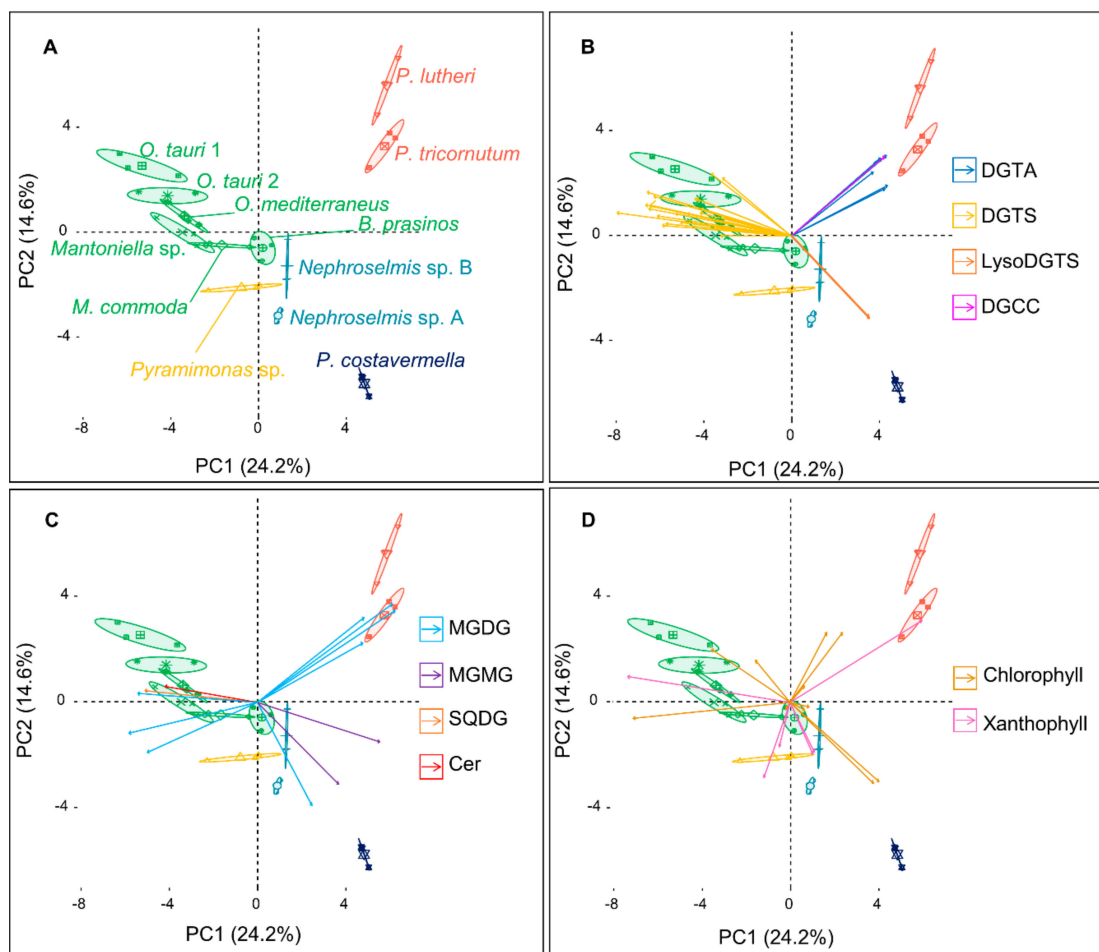 A
P. lutheri
4
P. tricornutum
O. tauri 1
O. tauri 2
O. mediterraneus
B. prasinos
0
Mantoniella sp.
Nephroselmis sp. B
M. commoda
Nephroselmis sp. A
-4
P. costavermella
Pyramimonas sp.
-8 -4 0 4
PC1 (24.2%)
PC2 (14.6%)
B
4
DGTA
DGTS
0
LysoDGTS
DGCC
-4
-8 -4 0 4
PC1 (24.2%)
PC2 (14.6%)
C
4
MGDG
MGMG
0
SQDG
Cer
-4
-8 -4 0 4
PC1 (24.2%)
PC2 (14.6%)
D
4
Chlorophyll
0
Xanthophyll
-4
-8 -4 0 4
PC1 (24.2%)
PC2 (14.6%)